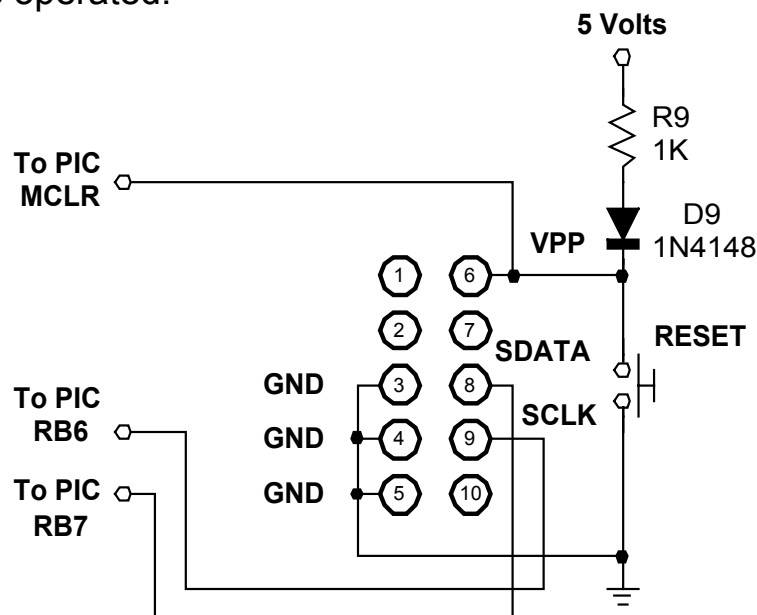 operated.
5 Volts
R9
1K
To PIC
MCLR
D9
1N4148
VPP
1
6
2
7
SDATA
RESET
GND
3
8
To PIC
RB6
SCLK
GND
4
9
To PIC
RB7
GND
5
10